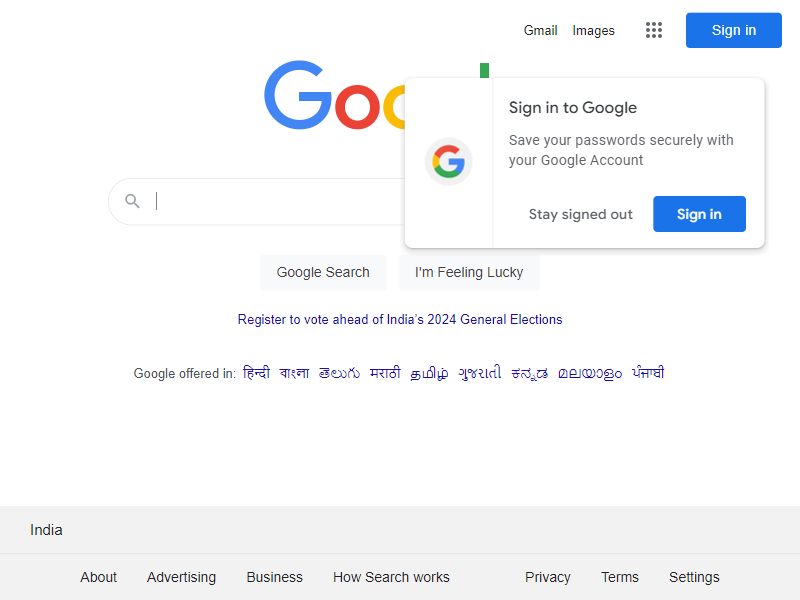 Gmail Images Sign in
Goo
Sign in to Google
Save your passwords securely with
your Google Account
Stay signed out Sign in
Google Search I'm Feeling Lucky
Register to vote ahead of India's 2024 General Elections
Google offered in: हिन्दी বাংলা తెలుగు मराठी தமிழ் ગુજરાતી ಕನ್ನಡ മലയാളം ਪੰਜਾਬੀ
India
About Advertising Business How Search works Privacy Terms Settings